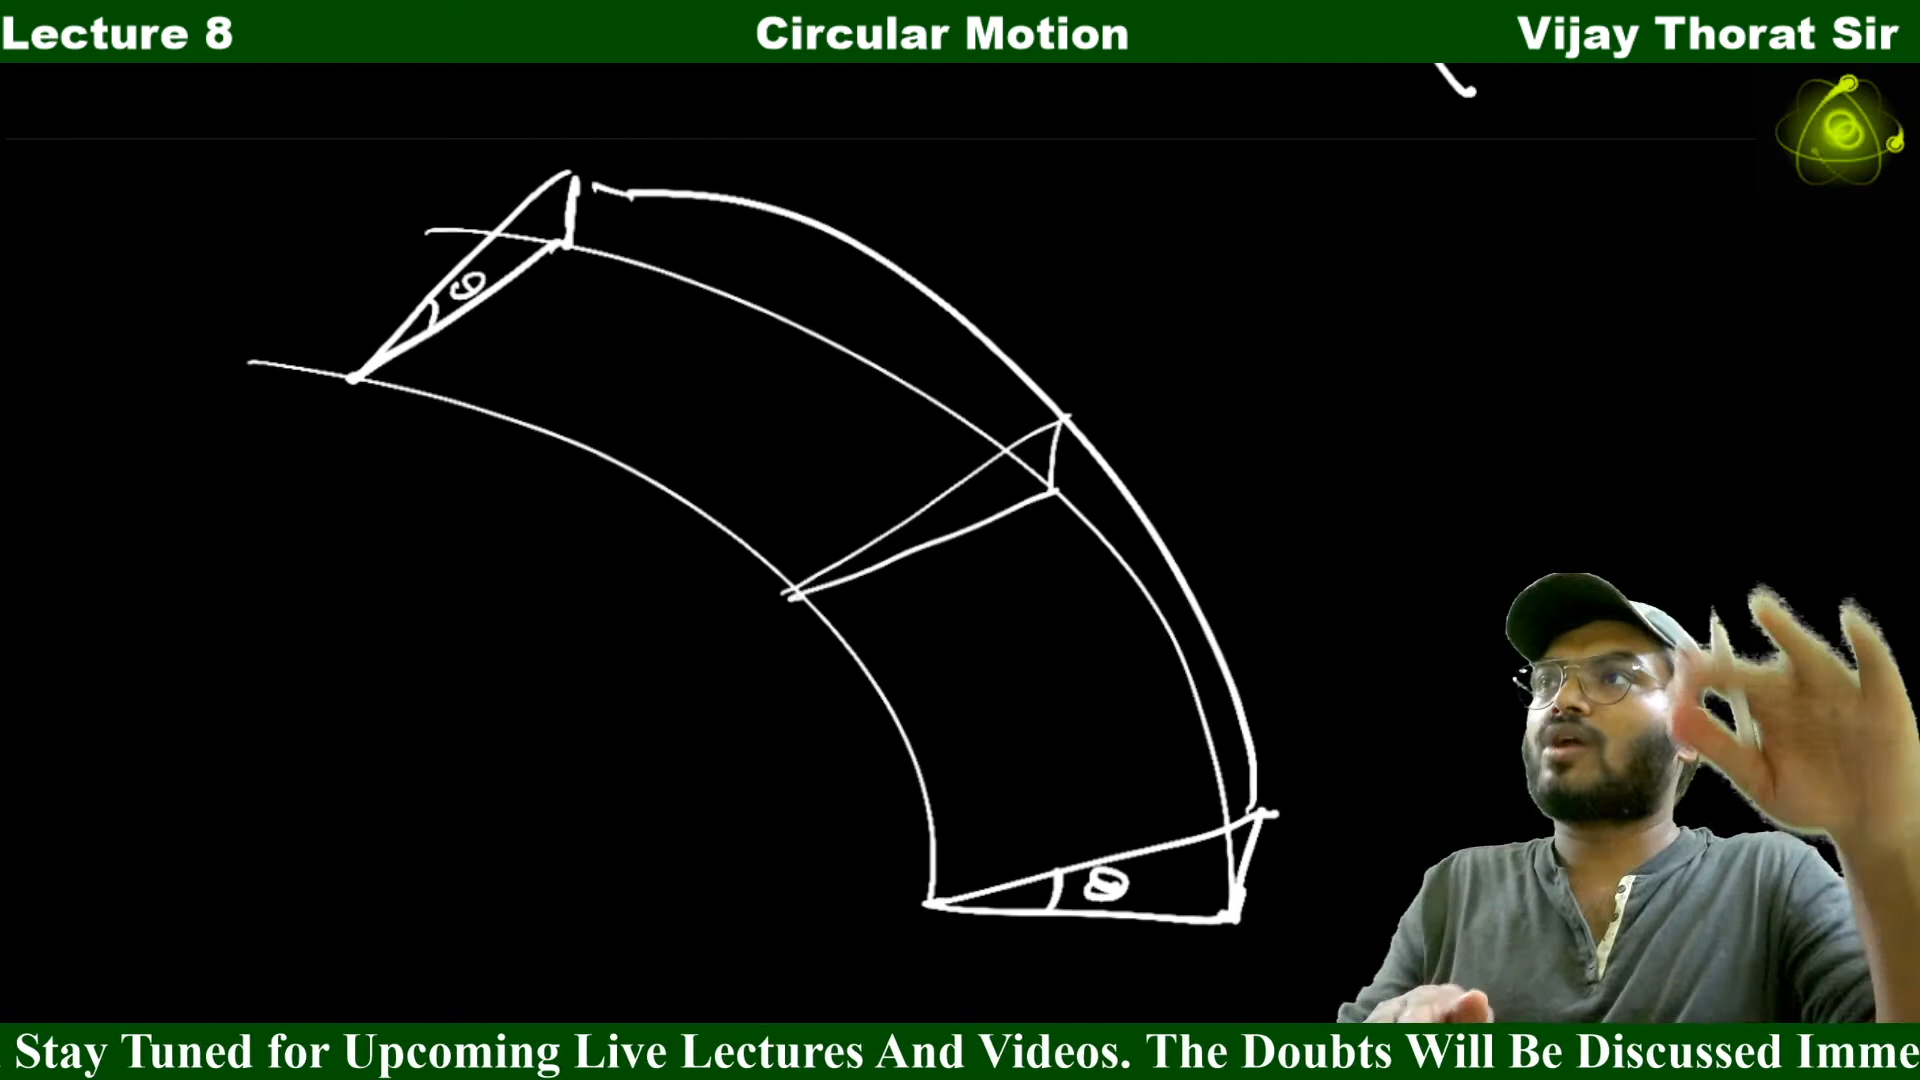 Lecture 8 Circular Motion Vijay Thorat Sir
θ
θ
Stay Tuned for Upcoming Live Lectures And Videos. The Doubts Will Be Discussed Imme